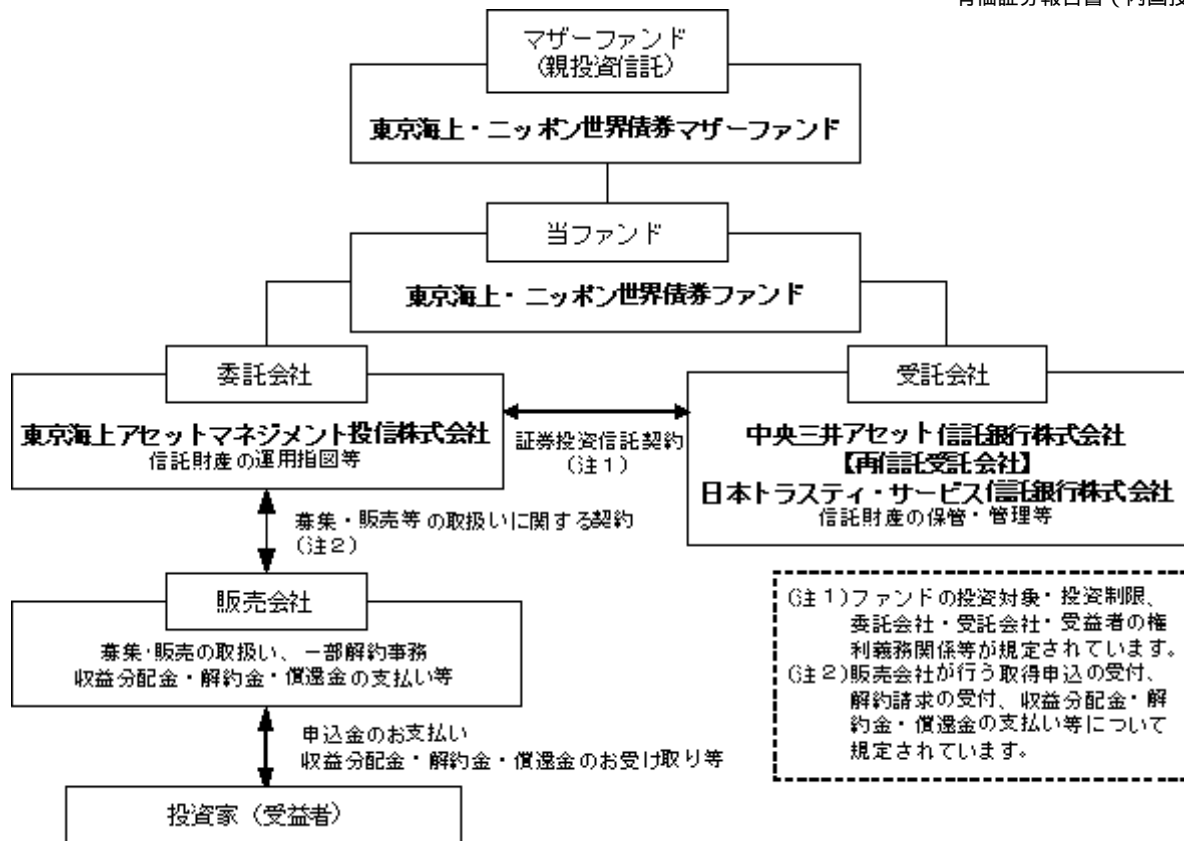 マザーファンド
(親投資信託)
東京海上・ニッポン世界債券マザーファンド
当ファンド
東京海上・ニッポン世界債券ファンド
委託会社
東京海上アセットマネジメント投信株式会社
信託財産の運用指図等
証券投資信託契約
(注1)
受託会社
中央三井アセット信託銀行株式会社
【再信託受託会社】
日本トラスティ・サービス信託銀行株式会社
信託財産の保管・管理等
募集・販売等の取扱いに関する契約
(注2)
販売会社
募集・販売の取扱い、一部解約事務
収益分配金・解約金・償還金の支払い等
申込金のお支払い
収益分配金・解約金・償還金のお受け取り等
投資家(受益者)
(注1)ファンドの投資対象・投資制限、
委託会社・受託会社・受益者の権
利義務関係等が規定されています。
(注2)販売会社が行う取得申込の受付、
解約請求の受付、収益分配金・解
約金・償還金の支払い等について
規定されています。